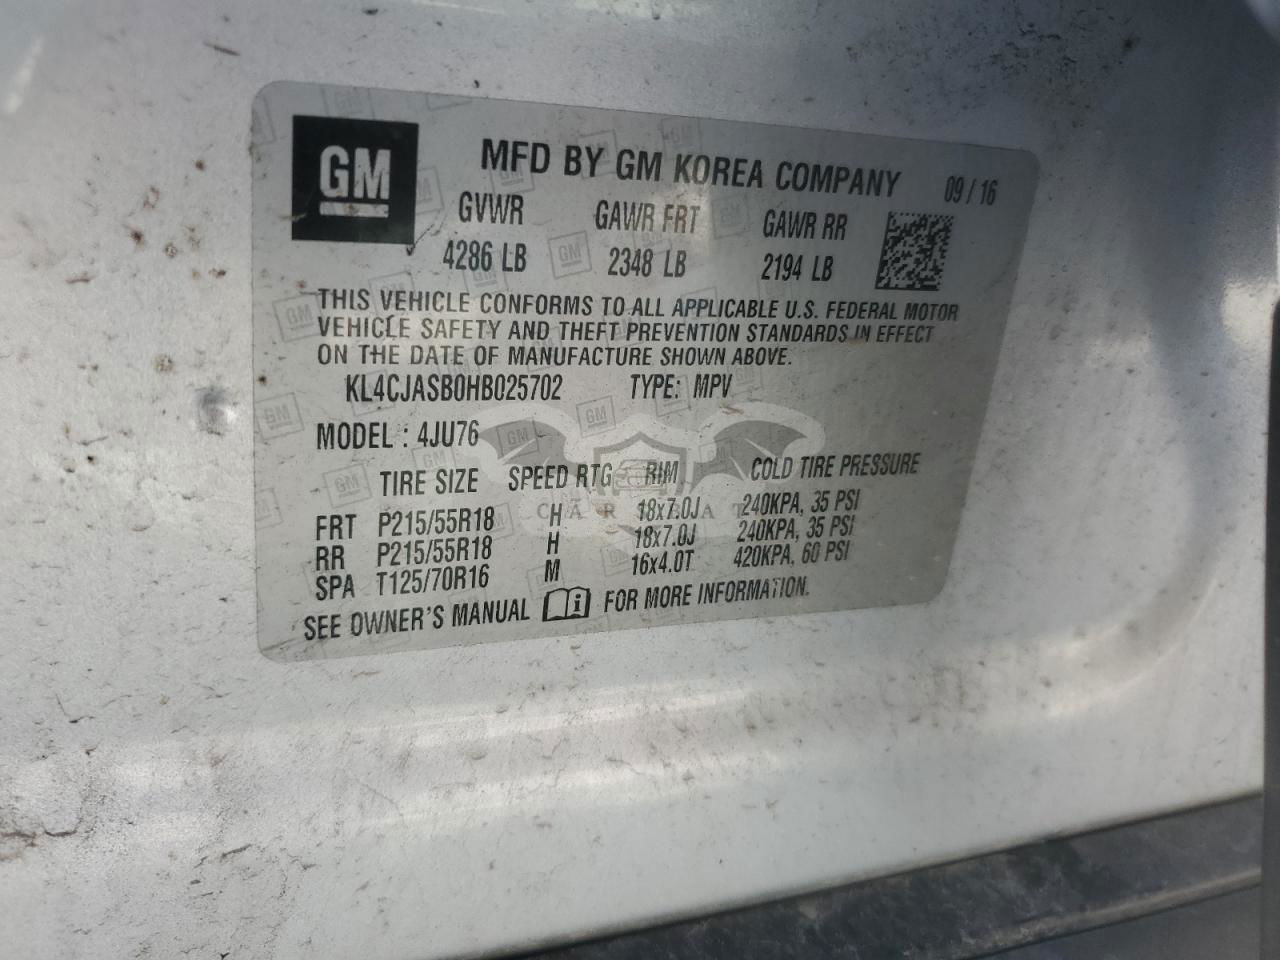 GM
MFD BY GM KOREA COMPANY 09 / 16
GVWR GAWR FRT GAWR RR
4286 LB 2348 LB 2194 LB
THIS VEHICLE CONFORMS TO ALL APPLICABLE U.S. FEDERAL MOTOR
VEHICLE SAFETY AND THEFT PREVENTION STANDARDS IN EFFECT
ON THE DATE OF MANUFACTURE SHOWN ABOVE.
KL4CJASB0HB025702 TYPE: MPV
MODEL : 4JU76
TIRE SIZE SPEED RTG RIM COLD TIRE PRESSURE
FRT P215/55R18 H 18x7.0J 240KPA, 35 PSI
RR P215/55R18 H 18x7.0J 240KPA, 35 PSI
SPA T125/70R16 M 16x4.0T 420KPA, 60 PSI
SEE OWNER'S MANUAL i FOR MORE INFORMATION.